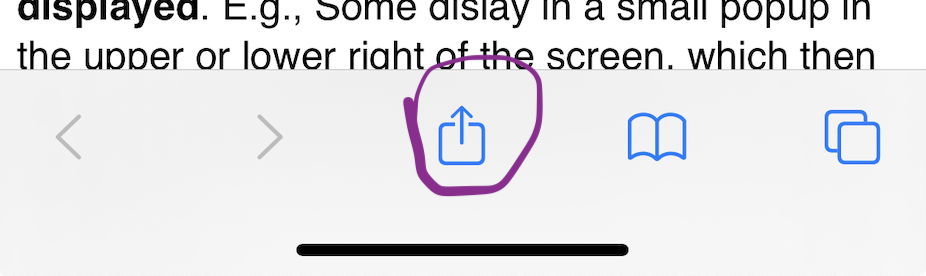 displayed. E.g., Some dislay in a small popup in
the upper or lower right of the screen, which then